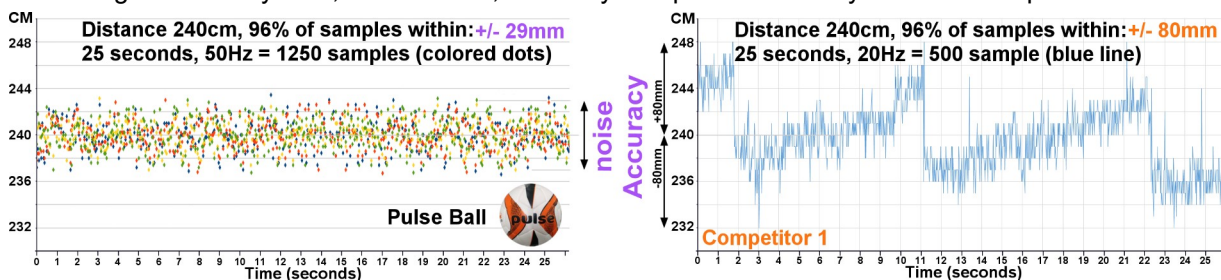 CM
Distance 240cm, 96% of samples within:+/- 29mm
25 seconds, 50Hz = 1250 samples (colored dots)
248
244
240
236
232
0 1 2 3 4 5 6 7 8 9 10 11 12 13 14 15 16 17 18 19 20 21 22 23 24 25
Time (seconds)
Pulse Ball
pulse
noise
Accuracy
+80mm
-80mm
CM
Distance 240cm, 96% of samples within:+/- 80mm
25 seconds, 20Hz = 500 sample (blue line)
248
244
240
236
232
Competitor 1
0 1 2 3 4 5 6 7 8 9 10 11 12 13 14 15 16 17 18 19 20 21 22 23 24 25
Time (seconds)